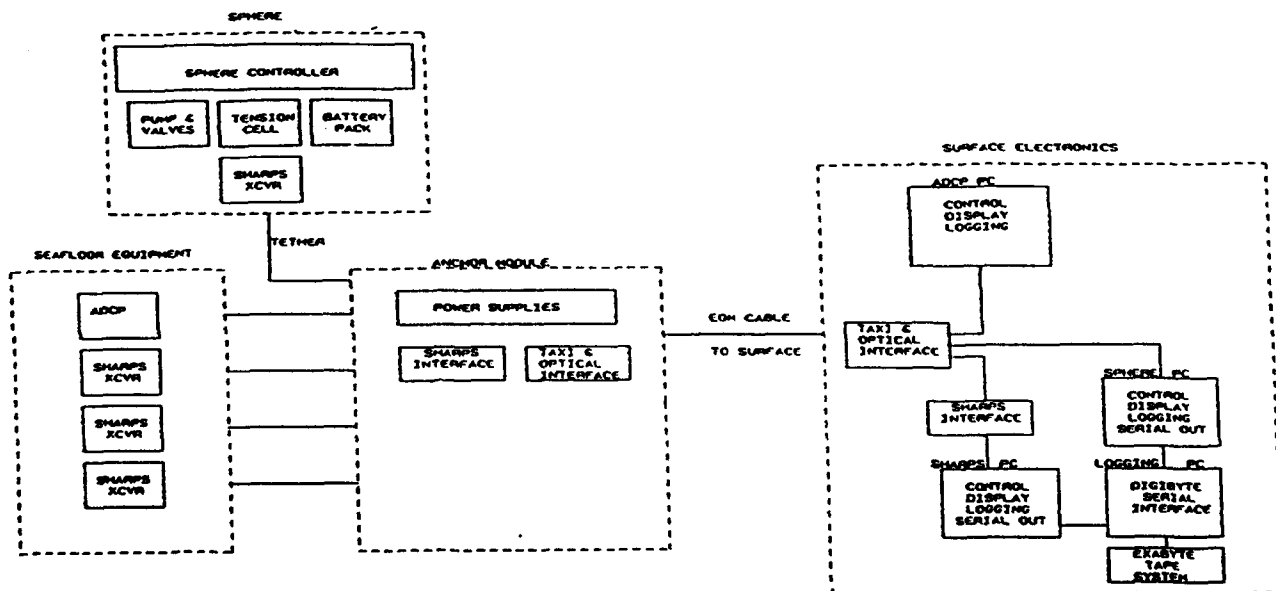 SPHERE
SPHERE CONTROLLER
PUMP &
VALVES
TENSION
CELL
BATTERY
PACK
SHARPS
XCVR
TETHER
SEAFLOOR EQUIPMENT
ADCP
SHARPS
XCVR
SHARPS
XCVR
SHARPS
XCVR
ANCHOR MODULE
POWER SUPPLIES
SHARPS
INTERFACE
TAXI &
OPTICAL
INTERFACE
EOM CABLE
TO SURFACE
SURFACE ELECTRONICS
ADCP PC
CONTROL
DISPLAY
LOGGING
TAXI &
OPTICAL
INTERFACE
SHARPS
INTERFACE
SPHERE PC
CONTROL
DISPLAY
LOGGING
SERIAL OUT
SHARPS PC
CONTROL
DISPLAY
LOGGING
SERIAL OUT
LOGGING PC
DIGIBYTE
SERIAL
INTERFACE
EXABYTE
TAPE
SYSTEM